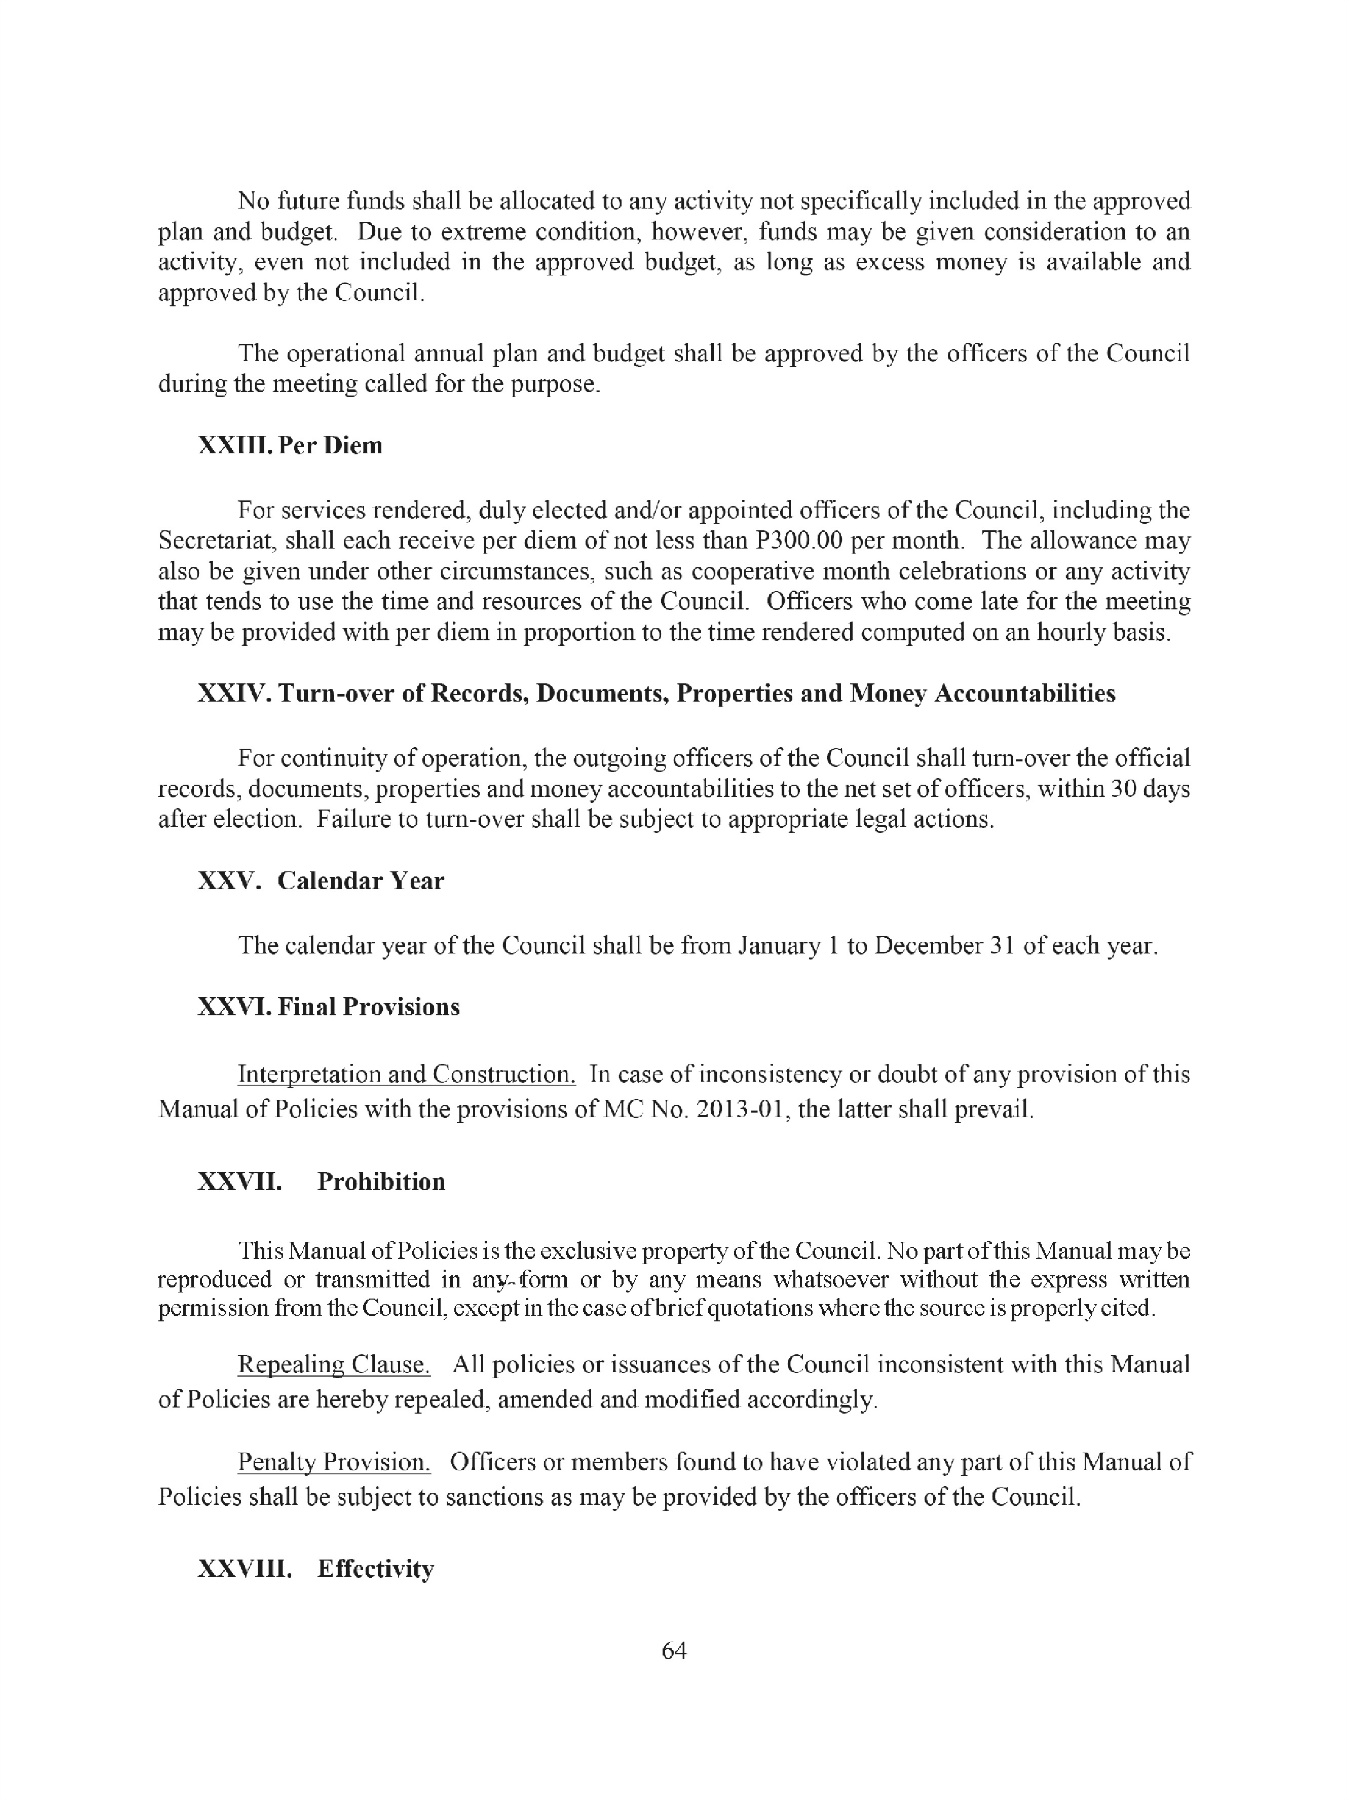 No future funds shall be allocated to any activity not specifically included in the approved
plan and budget. Due to extreme condition, however, funds may be given consideration to an
activity, even not included in the approved budget, as long as excess money is available and
approved by the Council.
The operational annual plan and budget shall be approved by the officers of the Council
during the meeting called for the purpose.
XXIII. Per Diem
For services rendered, duly elected and/or appointed officers of the Council, including the
Secretariat, shall each receive per diem of not less than P300.00 per month. The allowance may
also be given under other circumstances, such as cooperative month celebrations or any activity
that tends to use the time and resources of the Council. Officers who come late for the meeting
may be provided with per diem in proportion to the time rendered computed on an hourly basis.
XXIV. Turn-over of Records, Documents, Properties and Money Accountabilities
For continuity of operation, the outgoing officers of the Council shall turn-over the official
records, documents, properties and money accountabilities to the net set of officers, within 30 days
after election. Failure to turn-over shall be subject to appropriate legal actions.
XXV. Calendar Year
The calendar year of the Council shall be from January 1 to December 31 of each year.
XXVI. Final Provisions
Interpretation and Construction. In case of inconsistency or doubt of any provision of this
Manual of Policies with the provisions of MC No. 2013-01, the latter shall prevail.
XXVII. Prohibition
This Manual of Policies is the exclusive property of the Council. No part of this Manual may be
reproduced or transmitted in any- form or by any means whatsoever without the express written
permission from the Council, except in the case of brief quotations where the source is properly cited.
Repealing Clause. All policies or issuances of the Council inconsistent with this Manual
of Policies are hereby repealed, amended and modified accordingly.
Penalty Provision. Officers or members found to have violated any part of this Manual of
Policies shall be subject to sanctions as may be provided by the officers of the Council.
XXVIII. Effectivity
64